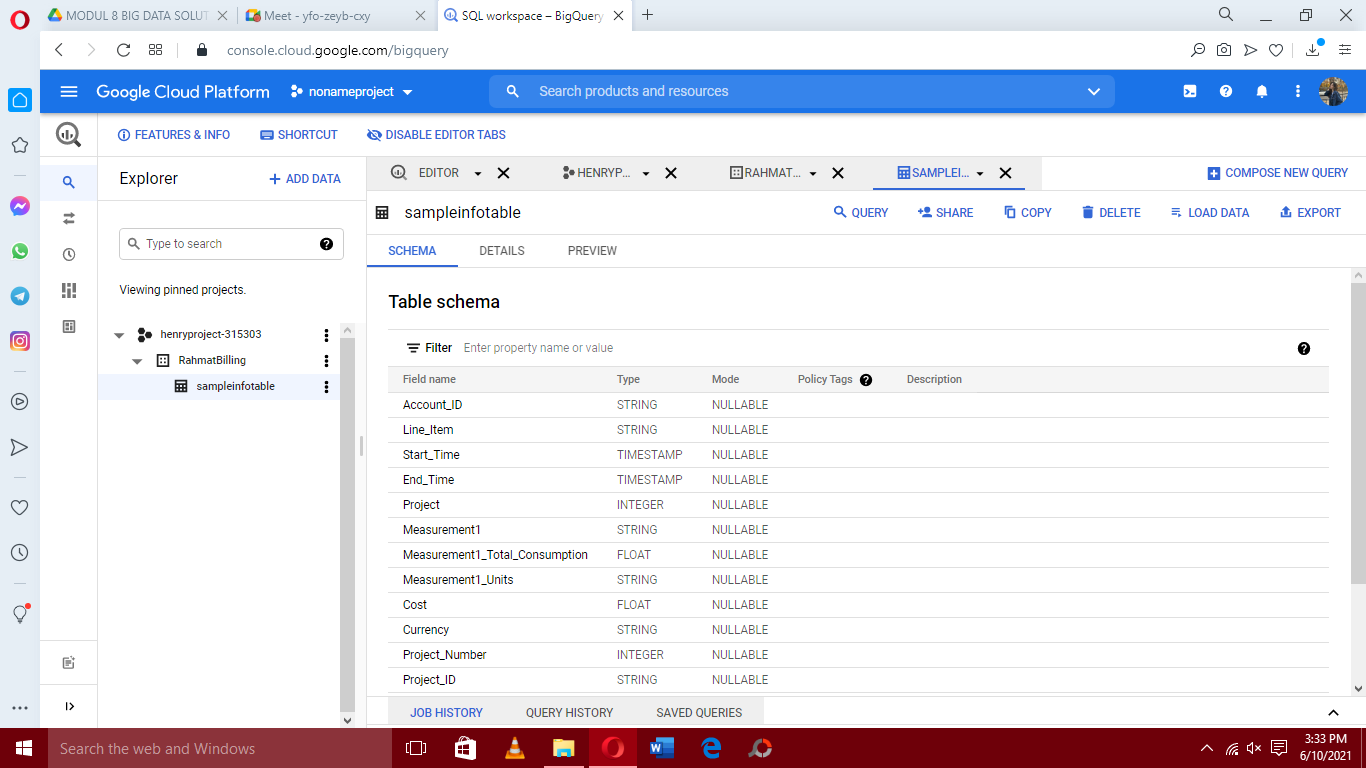 MODUL 8 BIG DATA SOLUT
Meet - yfo-zeyb-cxy
SQL workspace – BigQuery
console.cloud.google.com/bigquery
Google Cloud Platform
nonameproject
Search products and resources
FEATURES & INFO
SHORTCUT
DISABLE EDITOR TABS
Explorer
ADD DATA
EDITOR
HENRYP...
RAHMAT...
SAMPLEI...
COMPOSE NEW QUERY
sampleinfotable
QUERY
SHARE
COPY
DELETE
LOAD DATA
EXPORT
Type to search
SCHEMA
DETAILS
PREVIEW
Viewing pinned projects.
henryproject-315303
RahmatBilling
sampleinfotable
Table schema
Filter Enter property name or value
Field name Type Mode Policy Tags Description
Account_ID STRING NULLABLE
Line_Item STRING NULLABLE
Start_Time TIMESTAMP NULLABLE
End_Time TIMESTAMP NULLABLE
Project INTEGER NULLABLE
Measurement1 STRING NULLABLE
Measurement1_Total_Consumption FLOAT NULLABLE
Measurement1_Units STRING NULLABLE
Cost FLOAT NULLABLE
Currency STRING NULLABLE
Project_Number INTEGER NULLABLE
Project_ID STRING NULLABLE
JOB HISTORY
QUERY HISTORY
SAVED QUERIES
Search the web and Windows
3:33 PM
6/10/2021